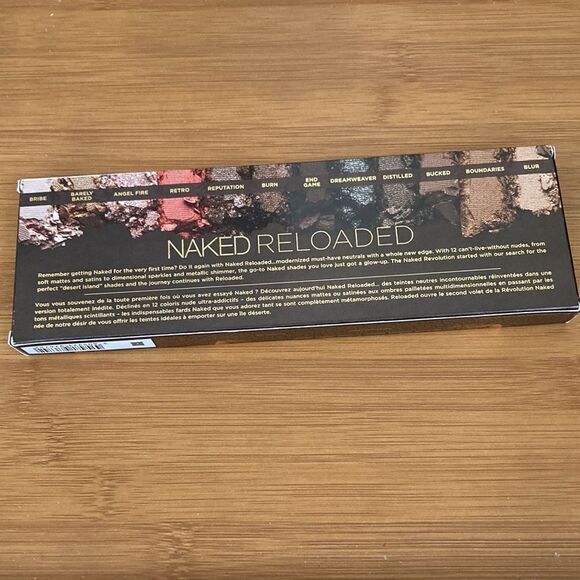 BRIBE
BARELY
BAKED
ANGEL FIRE
RETRO
REPUTATION
BURN
END
GAME
DREAMWEAVER
DISTILLED
BUCKED
BOUNDARIES
BLUR
NAKED RELOADED
Remember getting Naked for the very first time? Do it again with Naked Reloaded...modernized must-have neutrals with a whole new edge. With 12 can't-live-without nudes, from
soft mattes and satins to dimensional sparkles and metallic shimmer, the go-to Naked shades you love just got a glow-up. The Naked Revolution started with our search for the
perfect "desert island" shades and the journey continues with Reloaded.
Vous vous souvenez de la toute première fois où vous avez essayé Naked ? Découvrez aujourd'hui Naked Reloaded... des teintes neutres incontournables réinventées dans une
version totalement inédite. Déclinés en 12 coloris nude ultra-addictifs – des délicates nuances mattes ou satinées aux ombres pailletées multidimensionnelles en passant par les
tons métalliques scintillants – les indispensables fards Naked que vous adorez tant se sont complètement métamorphosés. Reloaded ouvre le second volet de la Révolution Naked
née de notre désir de vous offrir les teintes idéales à emporter sur une île déserte.